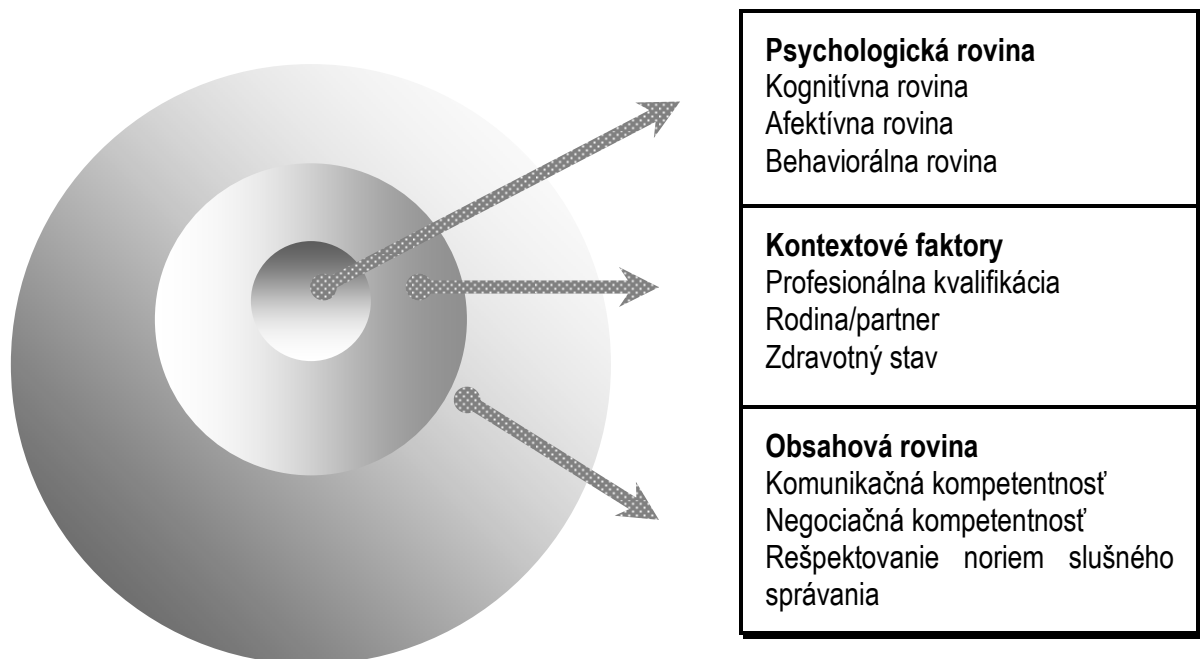 Psychologická rovina
Kognitívna rovina
Afektívna rovina
Behaviorálna rovina
Kontextové faktory
Profesionálna kvalifikácia
Rodina/partner
Zdravotný stav
Obsahová rovina
Komunikačná kompetentnosť
Negociačná kompetentnosť
Rešpektovanie noriem slušného
správania